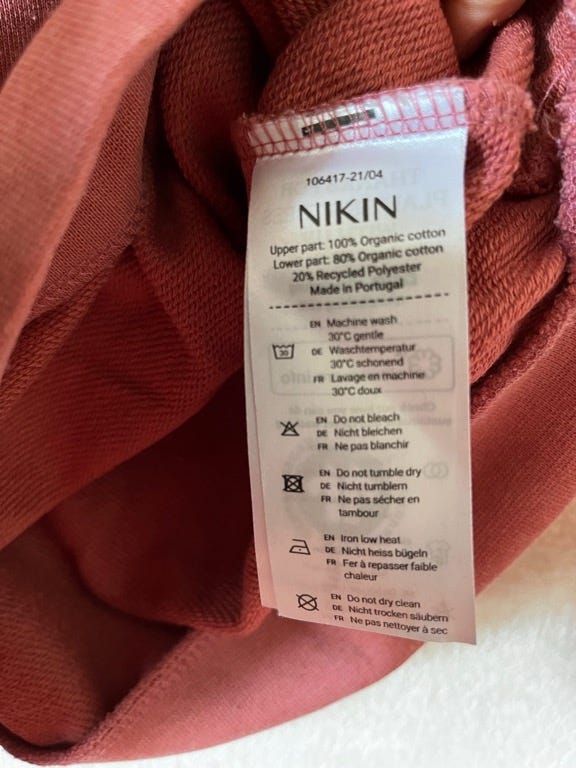 106417-21/04
NIKIN
Upper part: 100% Organic cotton
Lower part: 80% Organic cotton
20% Recycled Polyester
Made in Portugal
EN Machine wash
30°C gentle
30
DE Waschtemperatur
30°C schonend
FR Lavage en machine
30°C doux
EN Do not bleach
DE Nicht bleichen
FR Ne pas blanchir
EN Do not tumble dry
DE Nicht tumblern
FR Ne pas sécher en
tambour
EN Iron low heat
DE Nicht heiss bügeln
FR Fer à repasser faible
chaleur
EN Do not dry clean
DE Nicht trocken säubern
FR Ne pas nettoyer à sec